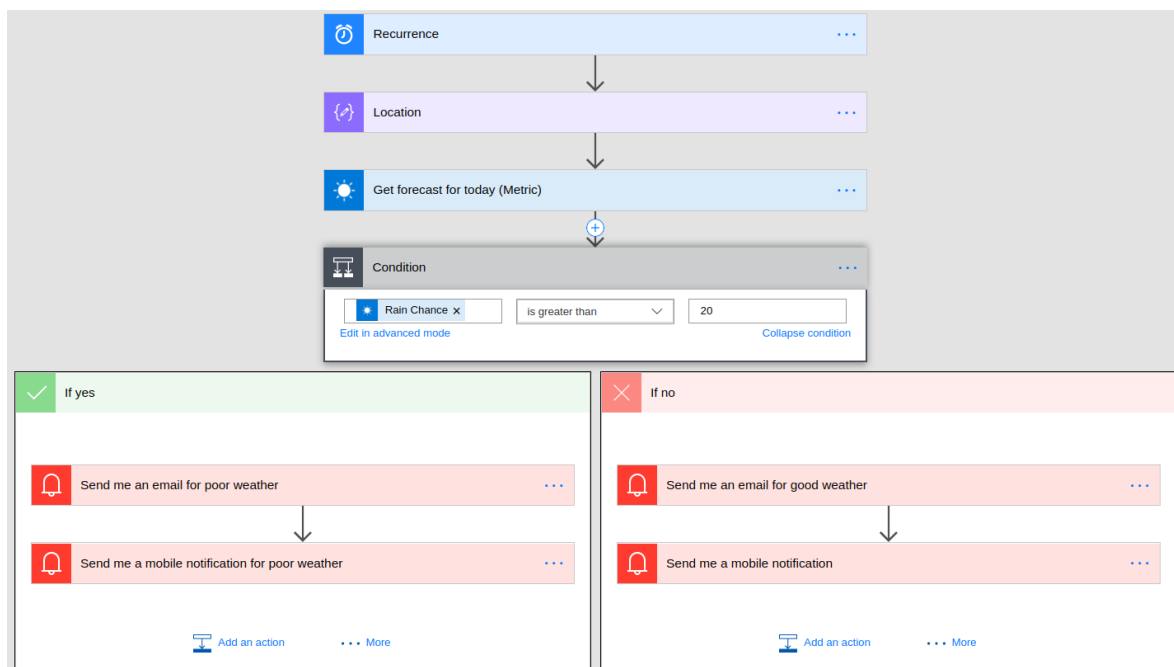 Recurrence
Location
Get forecast for today (Metric)
Condition
Rain Chance × is greater than 20
Edit in advanced mode Collapse condition
If yes
Send me an email for poor weather
Send me a mobile notification for poor weather
Add an action More
If no
Send me an email for good weather
Send me a mobile notification
Add an action More